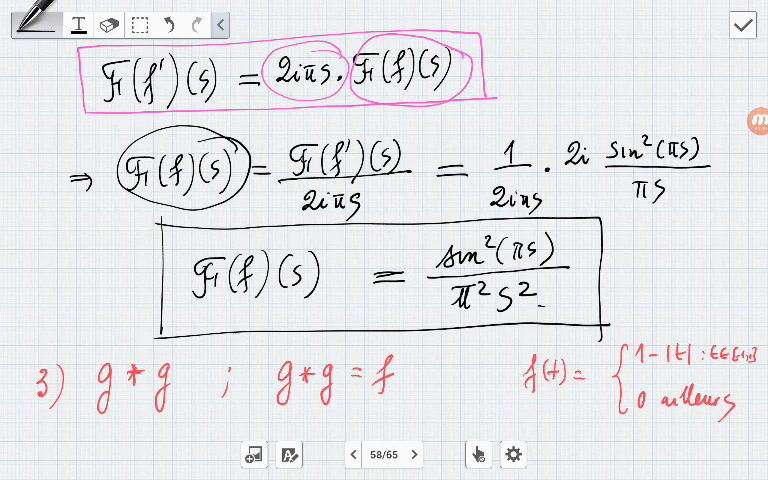 T
F(f')(s) = 2iπs · F(f)(s)
⇒ F(f)(s) = F(f')(s) / 2iπs = 1 / 2iπs · 2i sin²(πs) / πs
F(f)(s) = sin²(πs) / π²s²
3) g * g ; g * g = f f(t) = { 1 - |t| : t∈[-1,1]
0 ailleurs
58/65